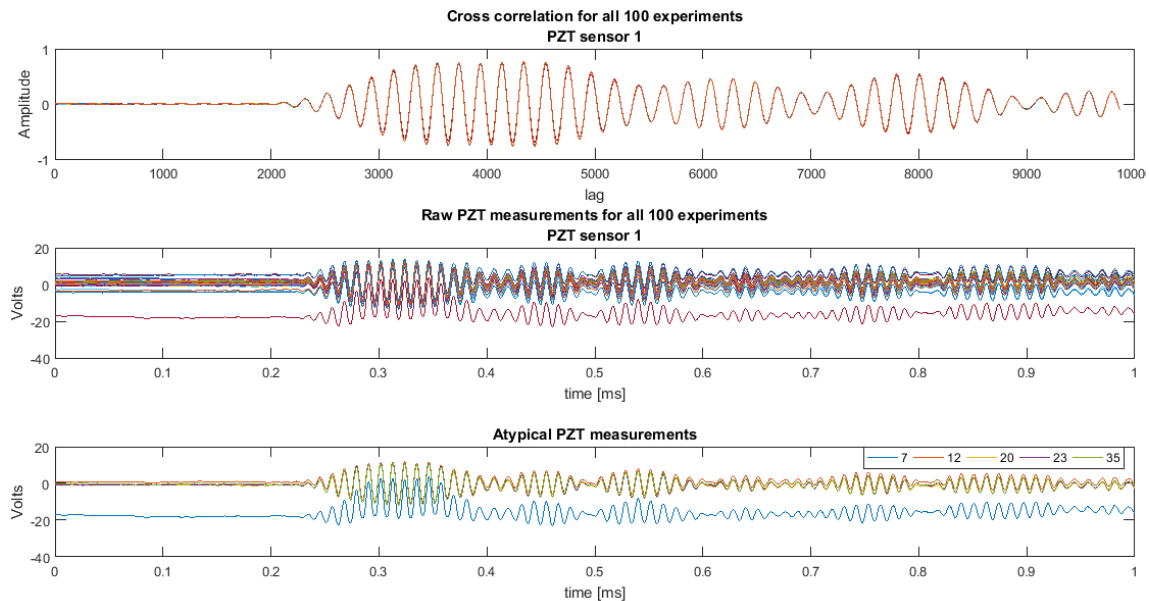 Cross correlation for all 100 experiments
PZT sensor 1
1
0
-1
Amplitude
0 1000 2000 3000 4000 5000 6000 7000 8000 9000 1000
lag
Raw PZT measurements for all 100 experiments
PZT sensor 1
20
0
-20
-40
Volts
0 0.1 0.2 0.3 0.4 0.5 0.6 0.7 0.8 0.9 1
time [ms]
Atypical PZT measurements
20
0
-20
-40
Volts
7 12 20 23 35
0 0.1 0.2 0.3 0.4 0.5 0.6 0.7 0.8 0.9 1
time [ms]